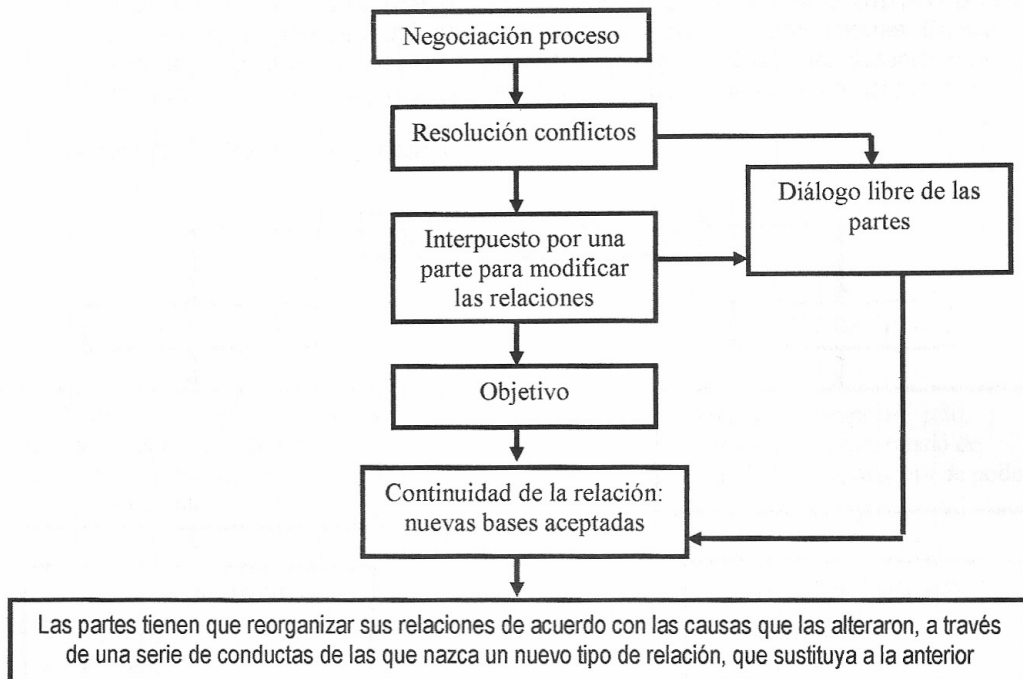 Negociación proceso
Resolución conflictos
Diálogo libre de las
partes
Interpuesto por una
parte para modificar
las relaciones
Objetivo
Continuidad de la relación:
nuevas bases aceptadas
Las partes tienen que reorganizar sus relaciones de acuerdo con las causas que las alteraron, a través
de una serie de conductas de las que nazca un nuevo tipo de relación, que sustituya a la anterior